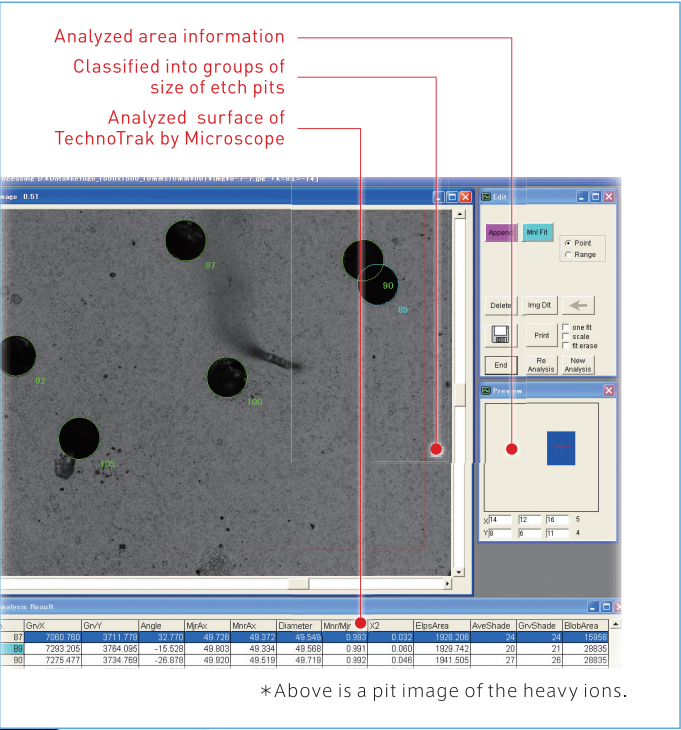 Analyzed area information
Classified into groups of
size of etch pits
Analyzed surface of
TechnoTrak by Microscope
mage 0.51
87
90
89
92
100
105
Edit
Append
Mnl Fit
Point
Range
Delete
Img Dlt
Print
one fit
scale
fit erase
End
Re Analysis
New Analysis
Preview
X 14 12 16 5
Y 8 6 11 4
nalysis Result
GrvX GrvY Angle MjrAx MnrAx Diameter Mnr/Mjr X2 ElpsArea AveShade GrvShade BlobArea
87 7060.760 3711.778 32.770 49.726 49.372 49.549 0.993 0.032 1928.206 24 24 15958
89 7293.205 3764.095 -15.528 49.803 49.334 49.568 0.991 0.060 1929.742 20 21 28835
90 7275.477 3734.769 -26.878 49.920 49.519 49.719 0.992 0.046 1941.505 27 26 28835
*Above is a pit image of the heavy ions.